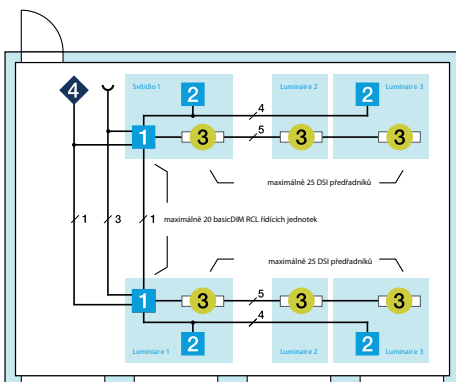 4
Svítidlo 1
2
Luminaire 2
Luminaire 3
2
4
1
3
5
3
3
maximálně 25 DSI předřadníků
1
3
1
maximálně 20 basicDIM RCL řídících jednotek
maximálně 25 DSI předřadníků
1
3
5
3
3
4
2
2
Luminiare 1
Luminaire 2
Luminaire 3